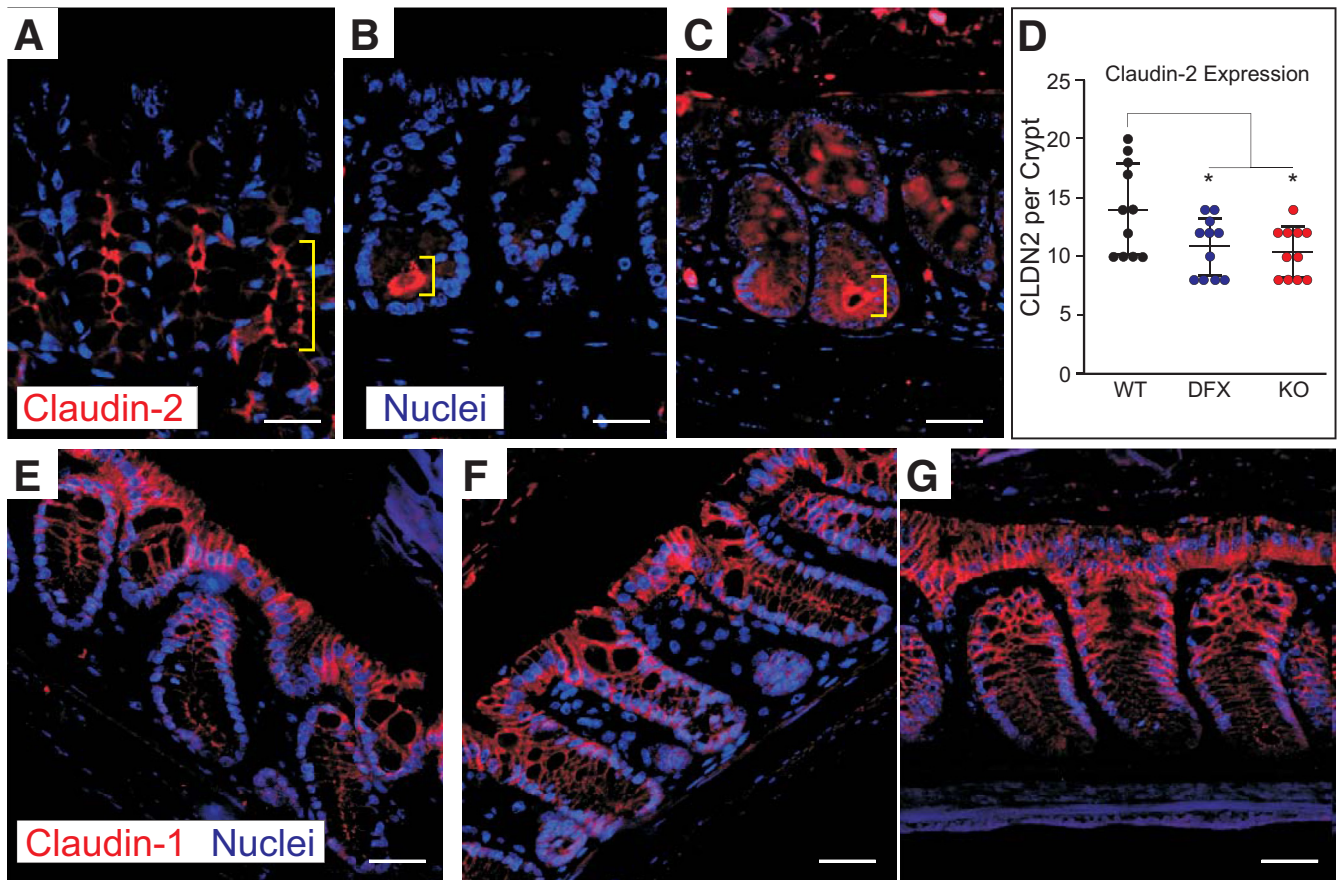 A
B
C
D
Claudin-2 Expression
CLDN2 per Crypt
25
20
15
10
5
0
*
*
WT DFX KO
Claudin-2
Nuclei
E
F
G
Claudin-1 Nuclei